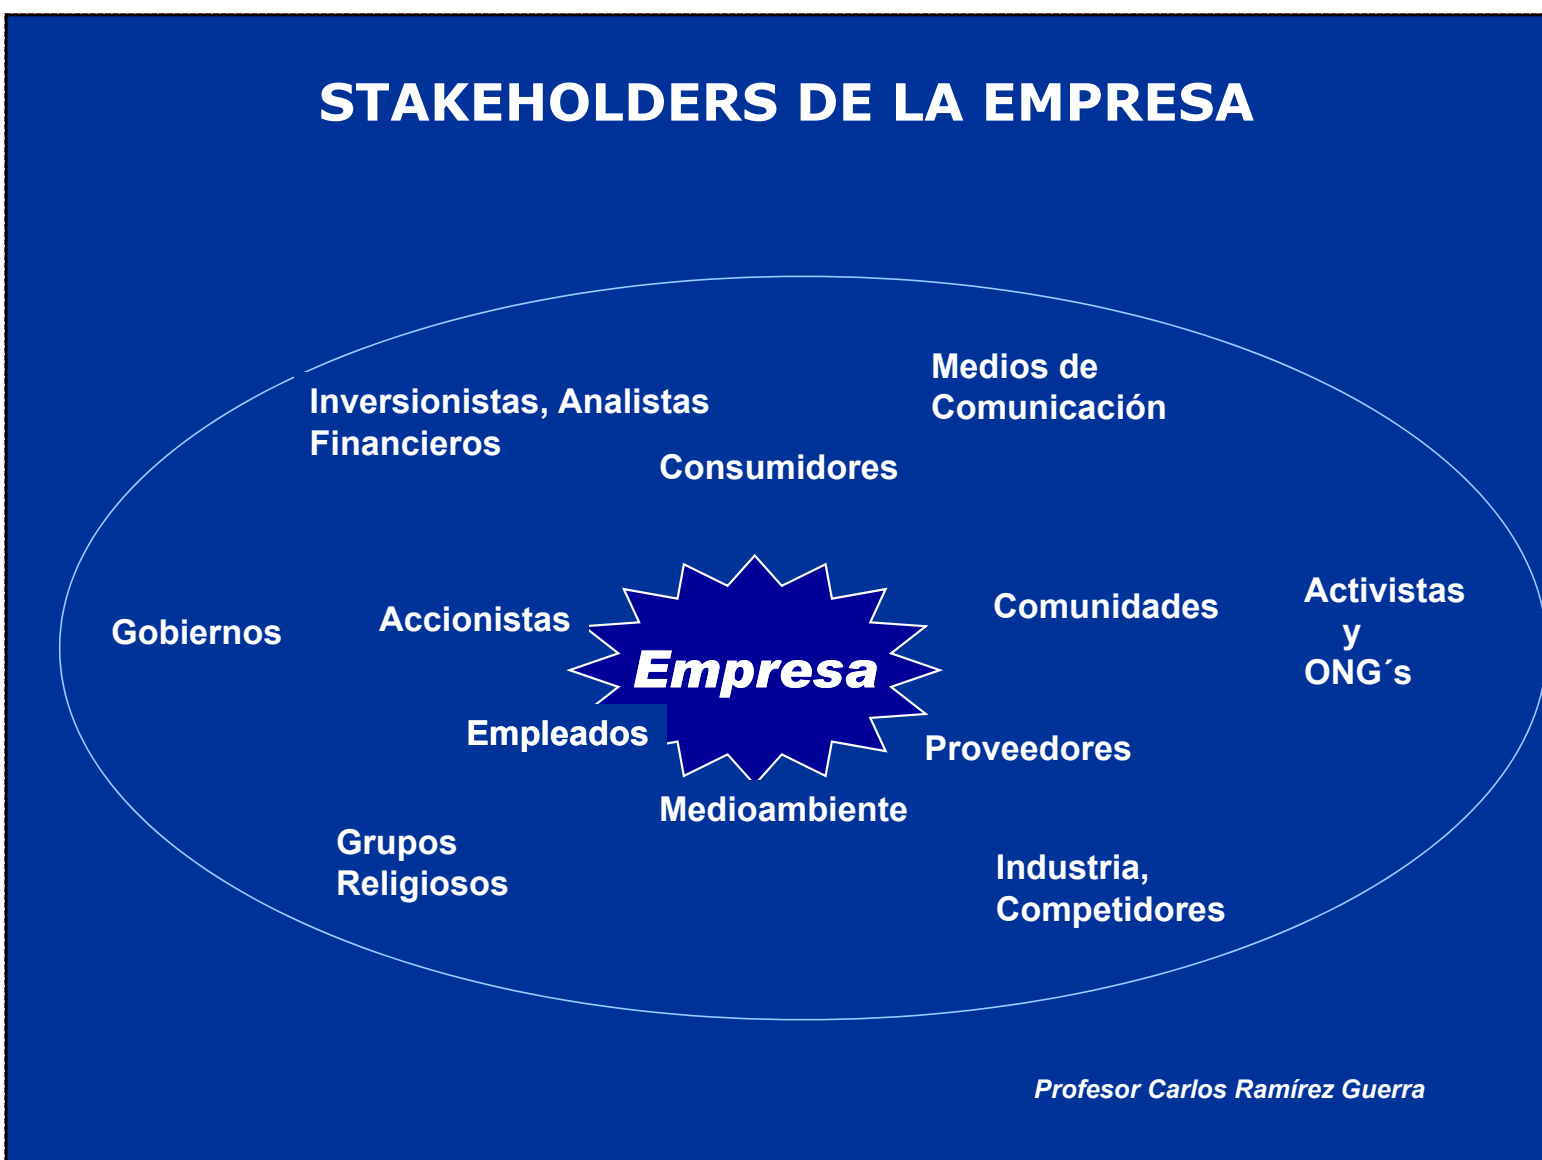 STAKEHOLDERS DE LA EMPRESA
Medios de
Comunicación
Inversionistas, Analistas
Financieros
Consumidores
Activistas
y
ONG´s
Comunidades
Accionistas
Gobiernos
Empresa
Empleados
Proveedores
Medioambiente
Grupos
Religiosos
Industria,
Competidores
Profesor Carlos Ramírez Guerra